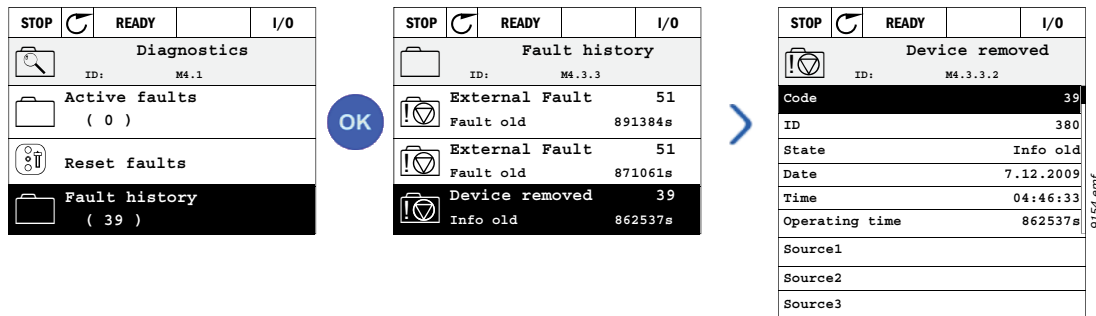 STOP READY I/O
Diagnostics
ID: M4.1
Active faults
( 0 )
Reset faults
Fault history
( 39 )
OK
STOP READY I/O
Fault history
ID: M4.3.3
External Fault 51
Fault old 891384s
External Fault 51
Fault old 871061s
Device removed 39
Info old 862537s
STOP READY I/O
Device removed
ID: M4.3.3.2
Code 39
ID 380
State Info old
Date 7.12.2009
Time 04:46:33
Operating time 862537s
Source1
Source2
Source3
9154.emf